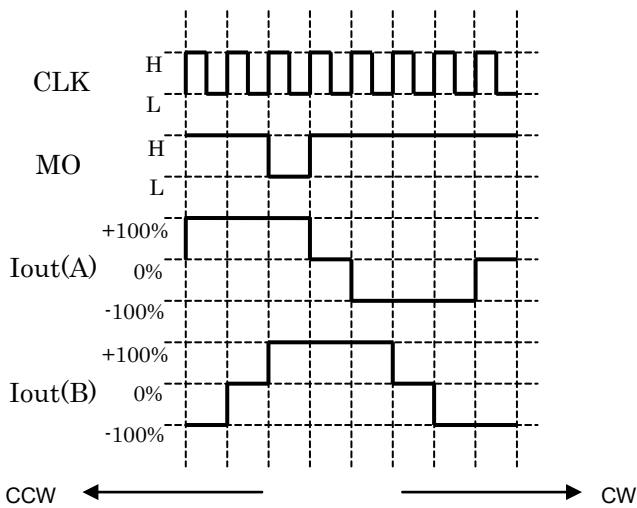 CLK
H
L
MO
H
L
Iout(A)
+100%
0%
-100%
Iout(B)
+100%
0%
-100%
CCW
CW